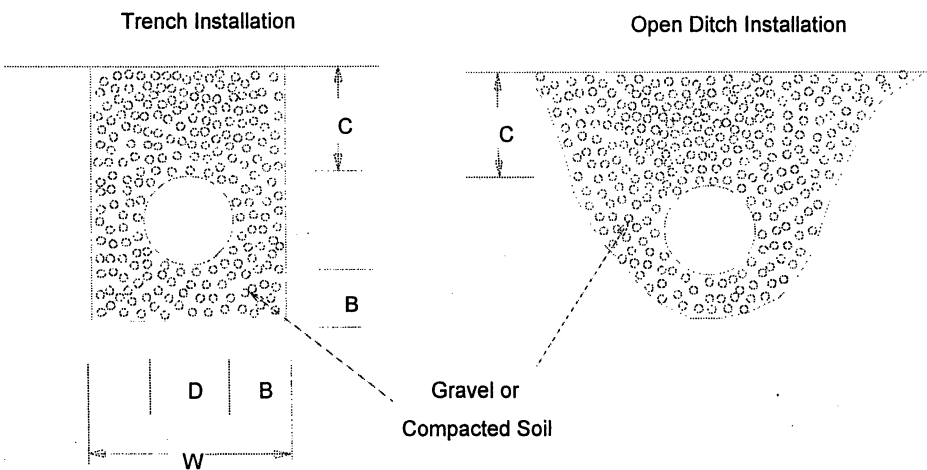 Trench Installation
Open Ditch Installation
C
C
B
D B
Gravel or
Compacted Soil
W